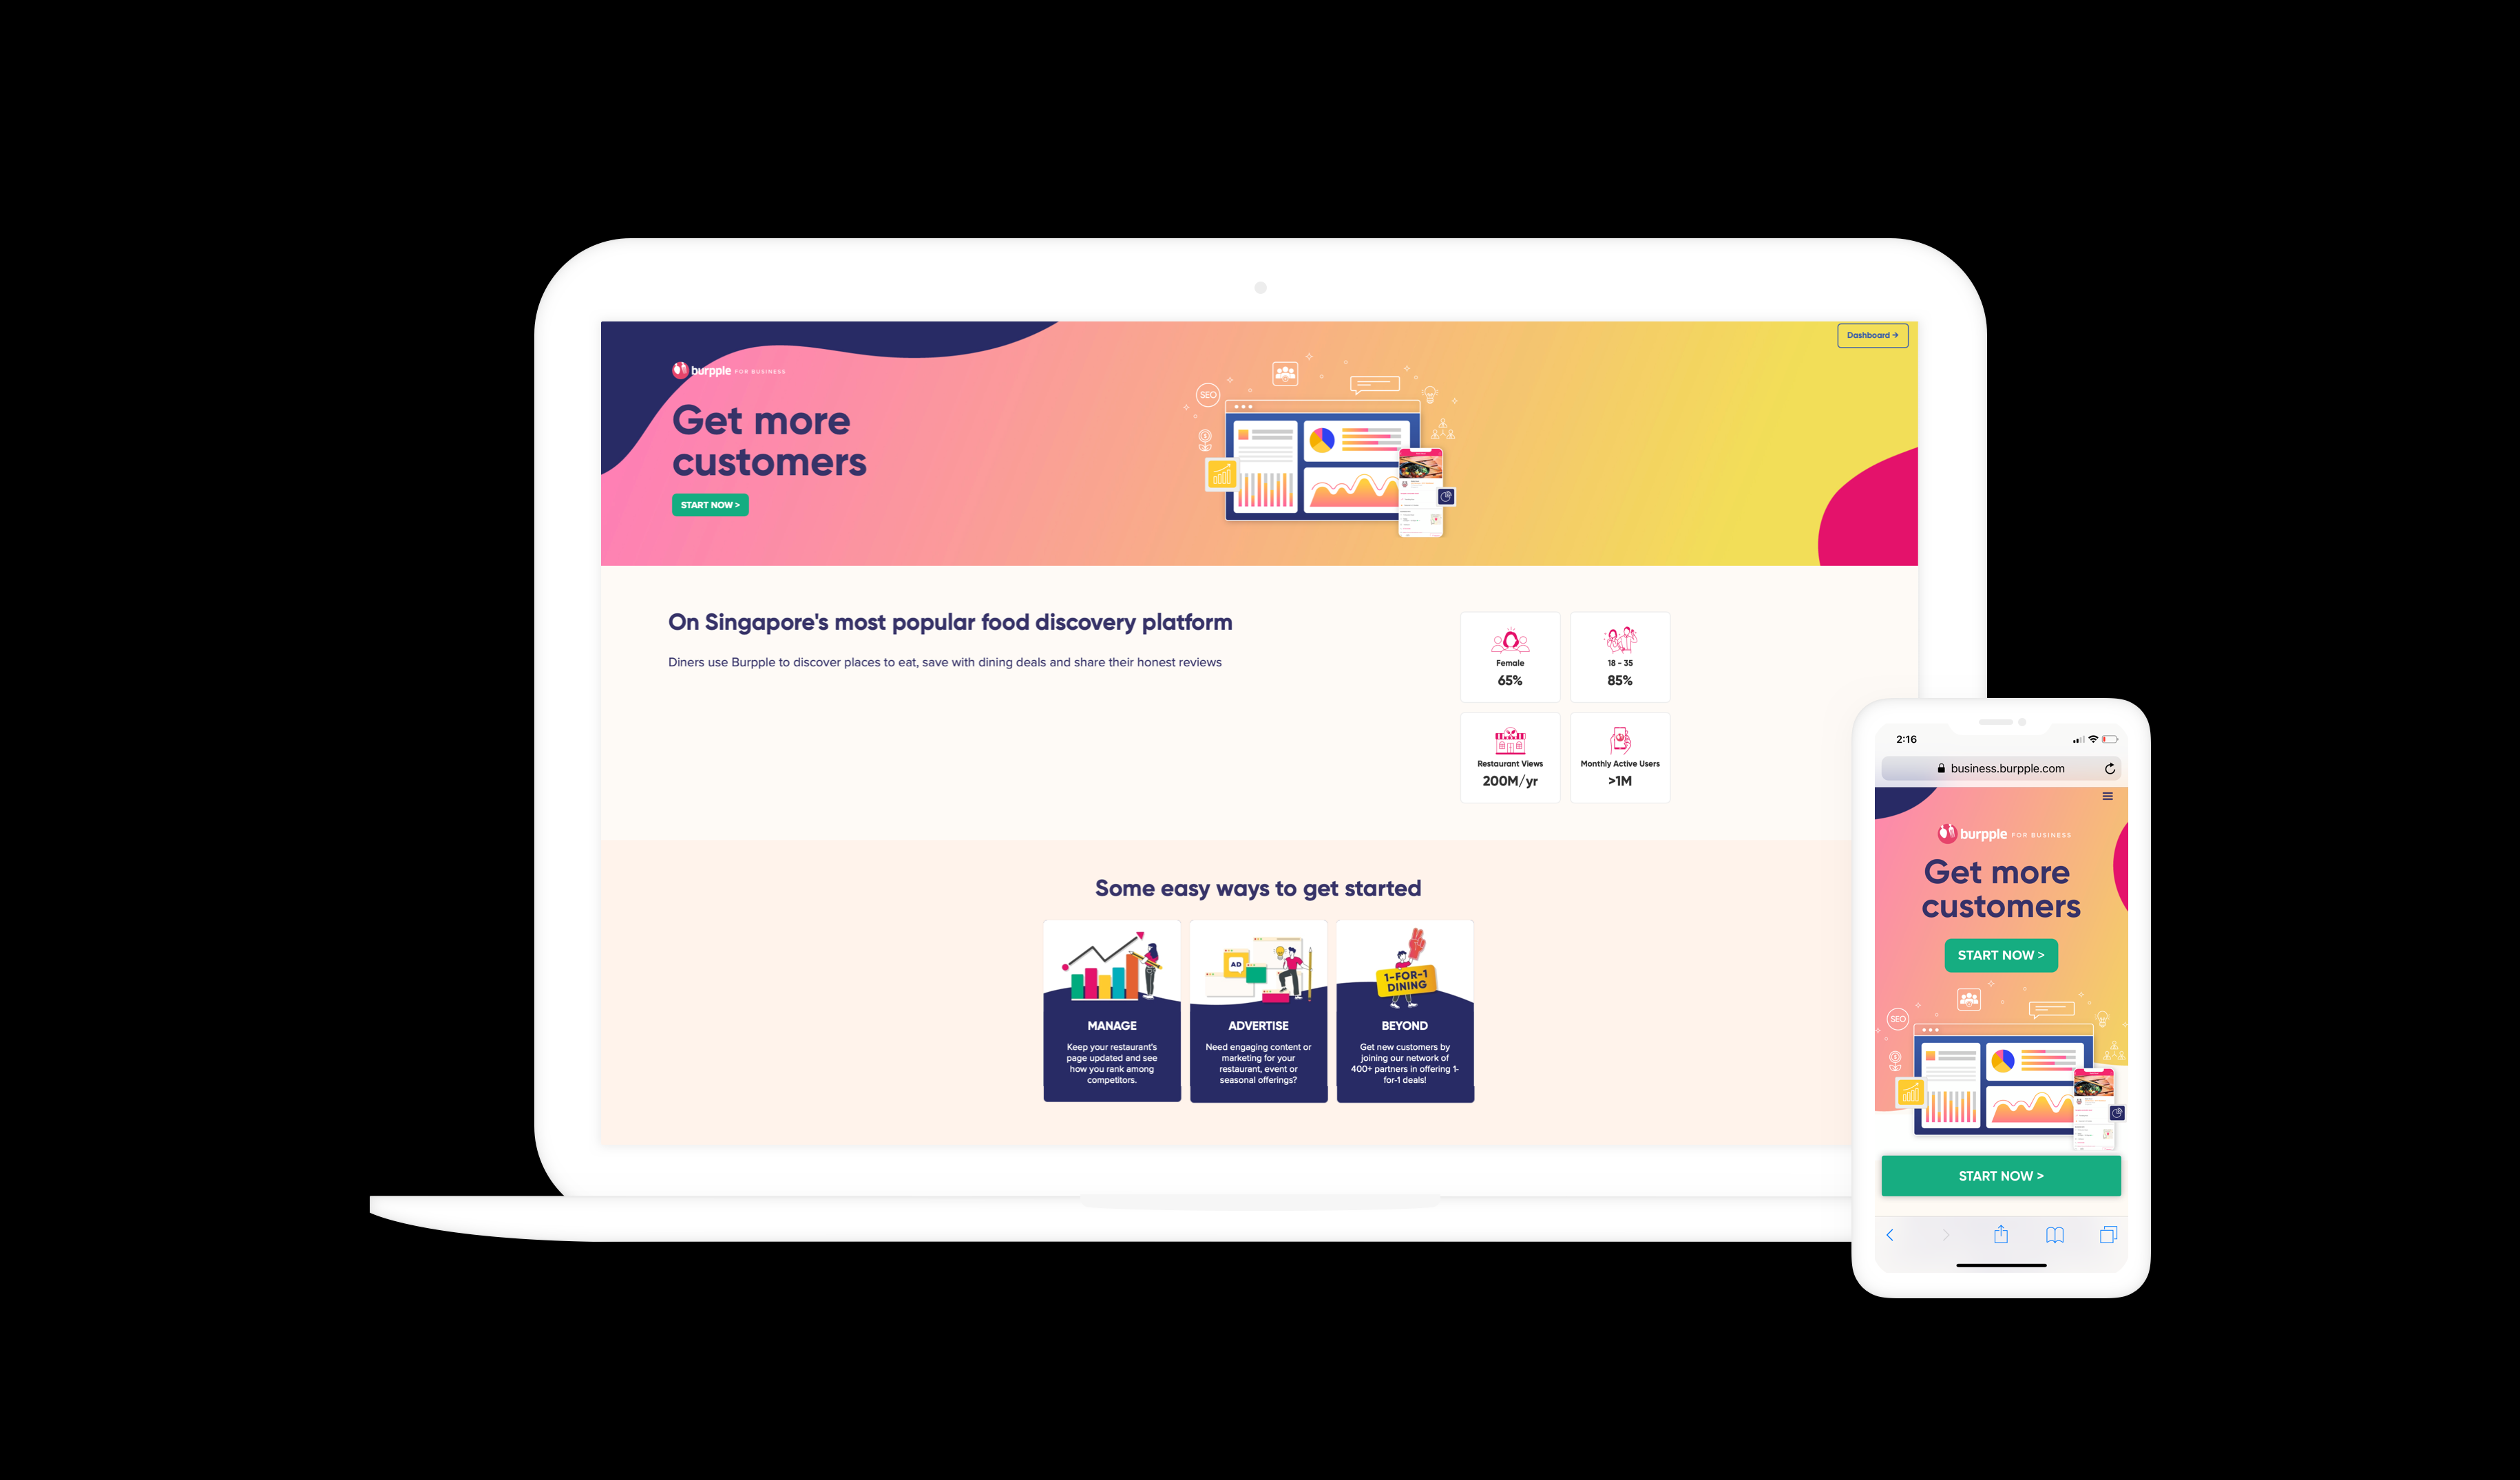 Dashboard →
burpple FOR BUSINESS
Get more
customers
START NOW >
SEO
On Singapore's most popular food discovery platform
Diners use Burpple to discover places to eat, save with dining deals and share their honest reviews
Female
65%
18 - 35
85%
Restaurant Views
200M/yr
Monthly Active Users
>1M
Some easy ways to get started
MANAGE
Keep your restaurant's
page updated and see
how you rank among
competitors.
AD
ADVERTISE
Need engaging content or
marketing for your
restaurant, event or
seasonal offerings?
1-FOR-1
DINING
BEYOND
Get new customers by
joining our network of
400+ partners in offering 1-
for-1 deals!
2:16
business.burpple.com
burpple FOR BUSINESS
Get more
customers
START NOW >
SEO
START NOW >